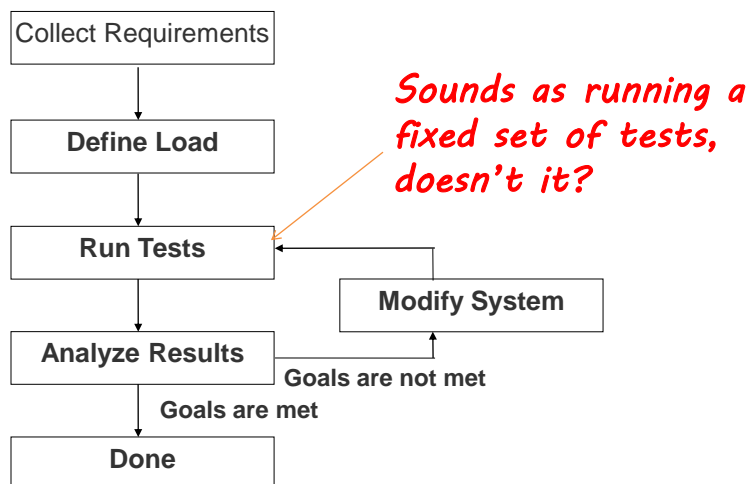 Collect Requirements
Sounds as running a
fixed set of tests,
doesn't it?
Define Load
Run Tests
Modify System
Analyze Results
Goals are not met
Goals are met
Done